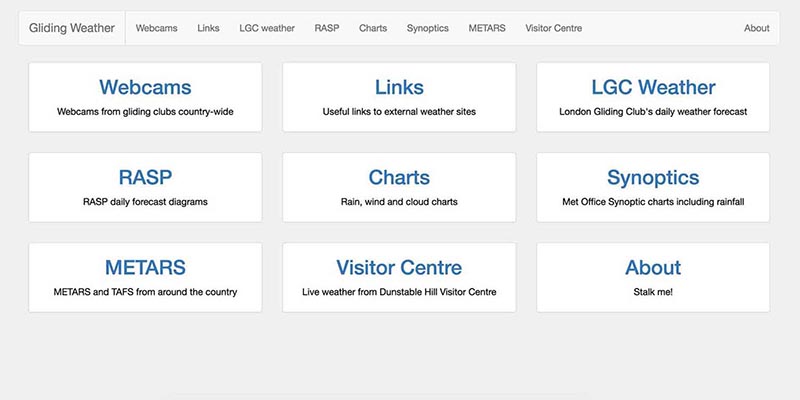 Gliding Weather Webcams Links LGC weather RASP Charts Synoptics METARS Visitor Centre About
Webcams
Webcams from gliding clubs country-wide
Links
Useful links to external weather sites
LGC Weather
London Gliding Club's daily weather forecast
RASP
RASP daily forecast diagrams
Charts
Rain, wind and cloud charts
Synoptics
Met Office Synoptic charts including rainfall
METARS
METARS and TAFS from around the country
Visitor Centre
Live weather from Dunstable Hill Visitor Centre
About
Stalk me!